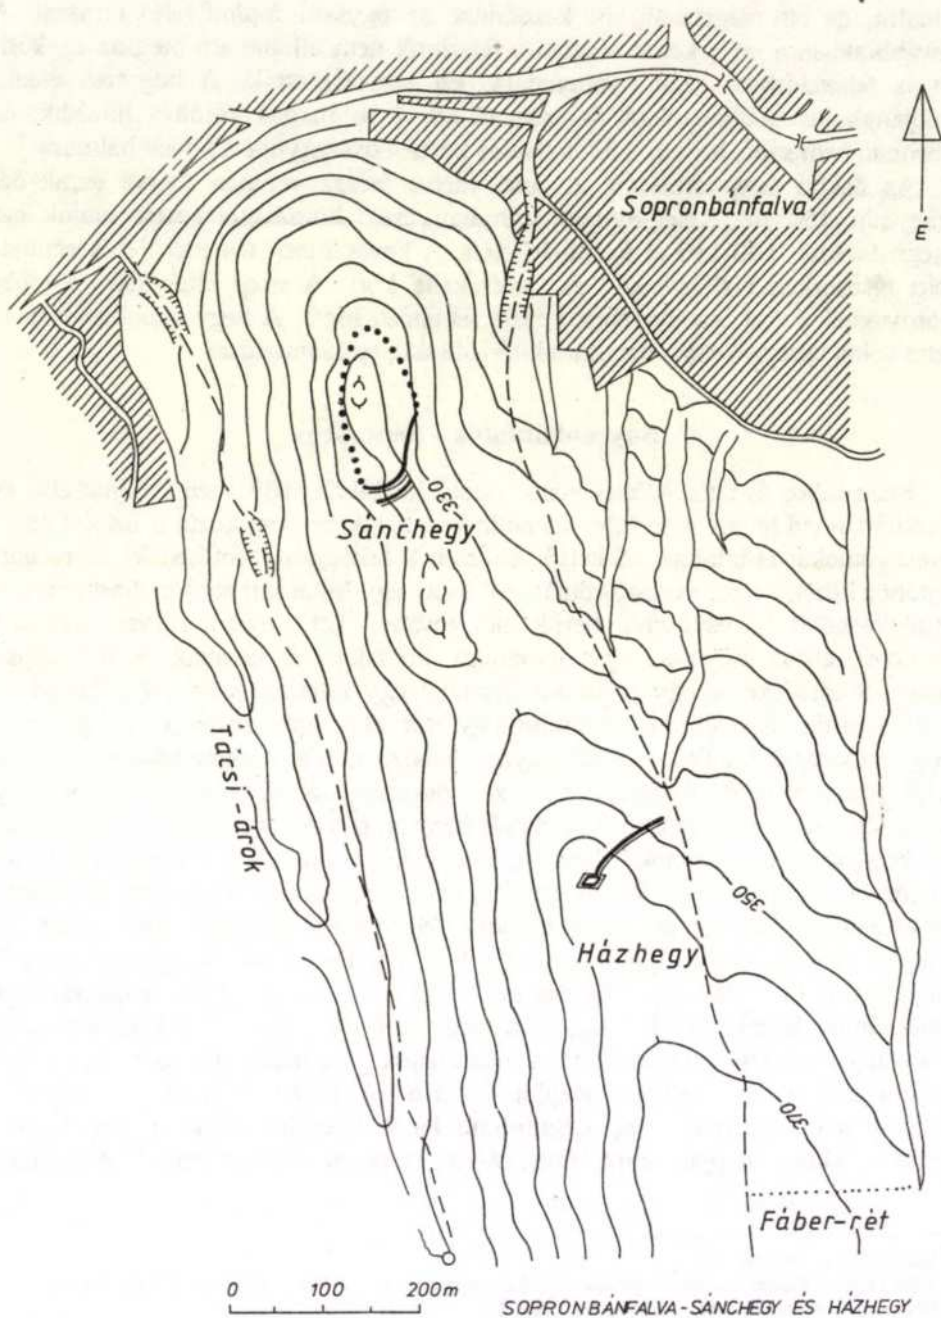 Sopronbánfalva
É
330
Sánchegy
Tácsi-árok
350
Házhegy
370
Fáber-rét
0 100 200m
SOPRONBÁNFALVA-SÁNCHEGY ÉS HÁZHEGY